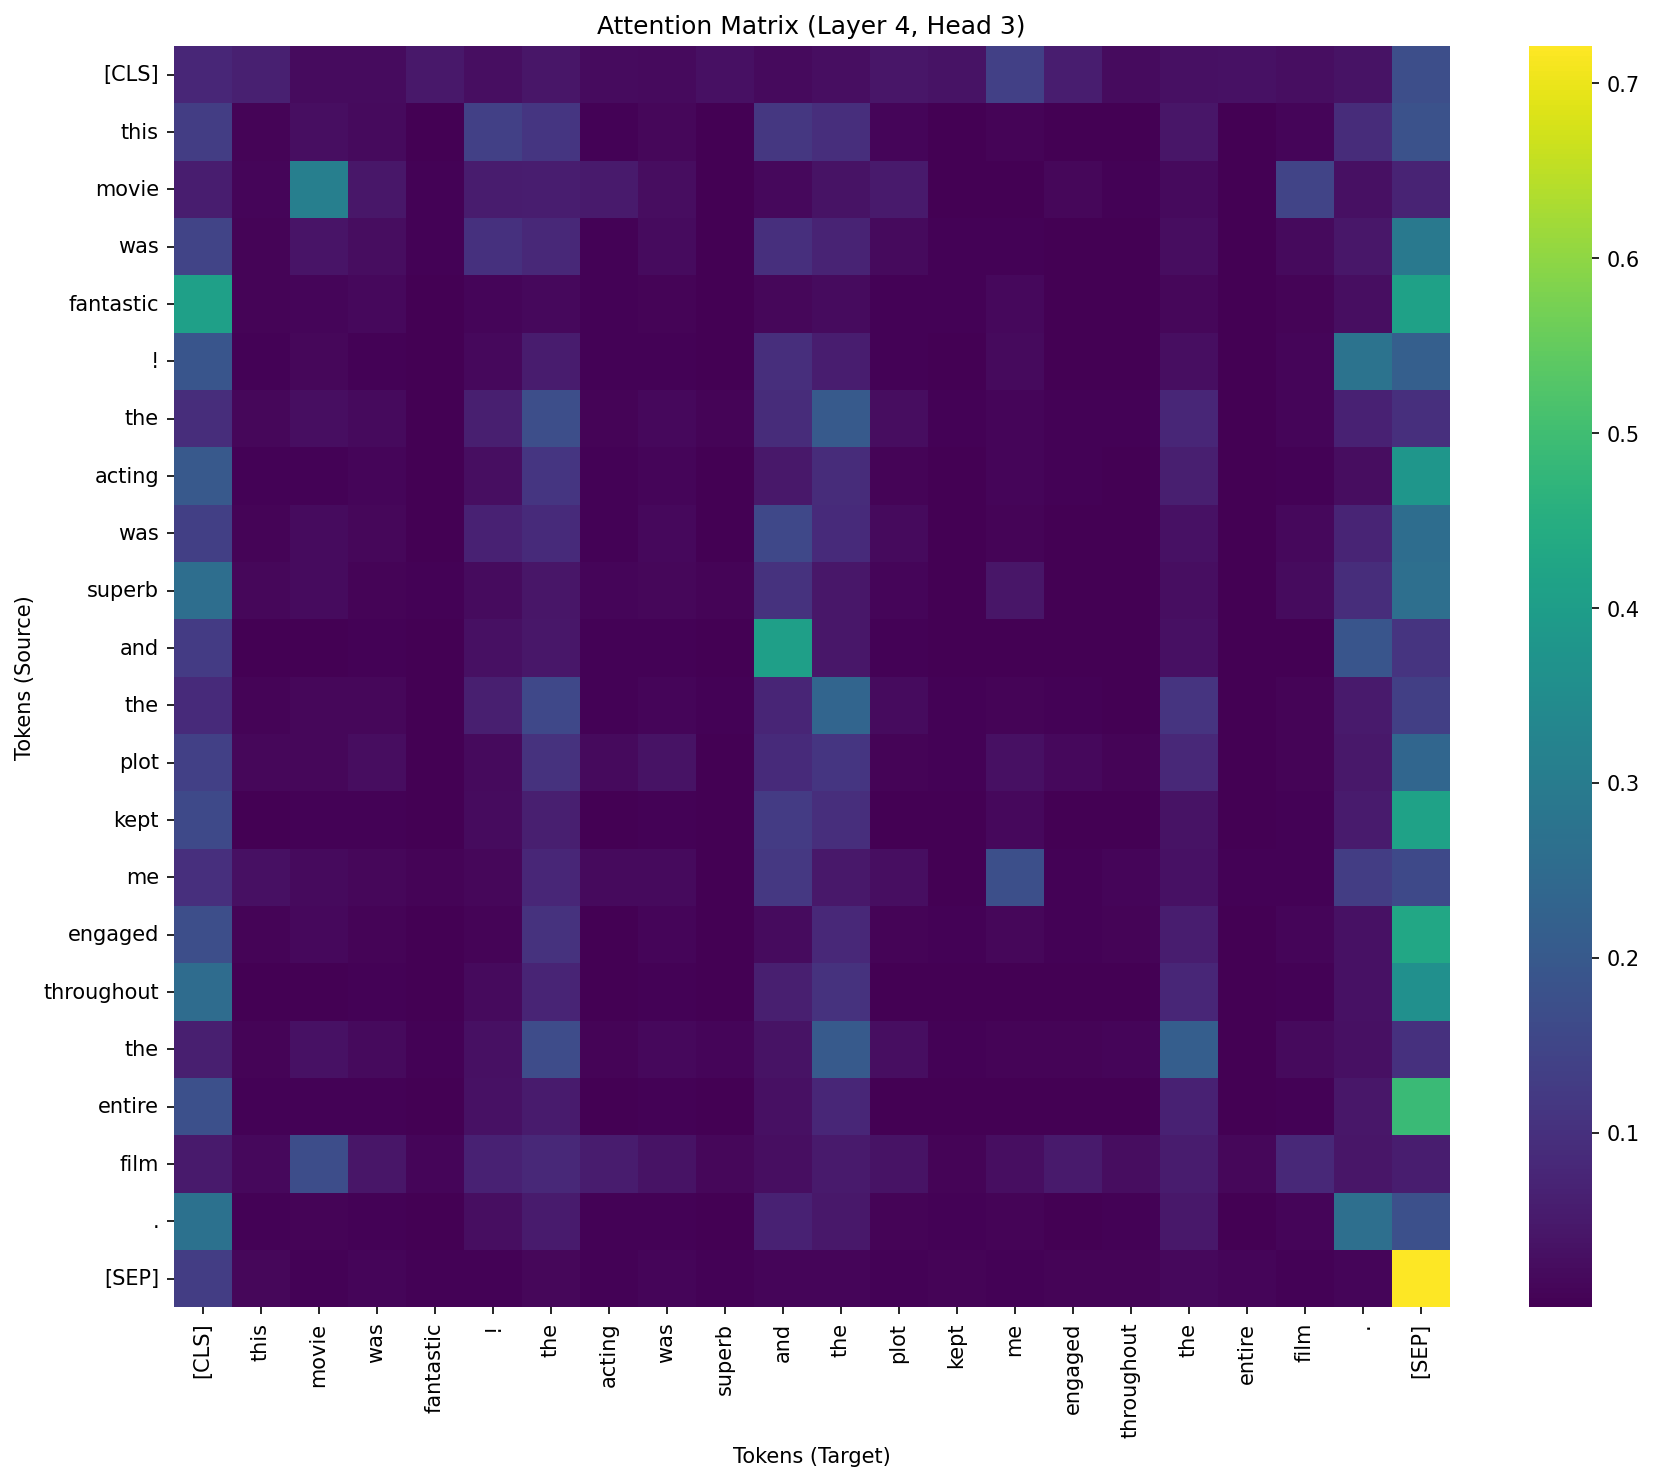 Attention Matrix (Layer 4, Head 3)
[CLS]
this
movie
was
fantastic
!
the
acting
was
superb
and
the
plot
kept
me
engaged
throughout
the
entire
film
.
[SEP]
Tokens (Source)
[CLS]
this
movie
was
fantastic
!
the
acting
was
superb
and
the
plot
kept
me
engaged
throughout
the
entire
film
.
[SEP]
Tokens (Target)
0.7
0.6
0.5
0.4
0.3
0.2
0.1